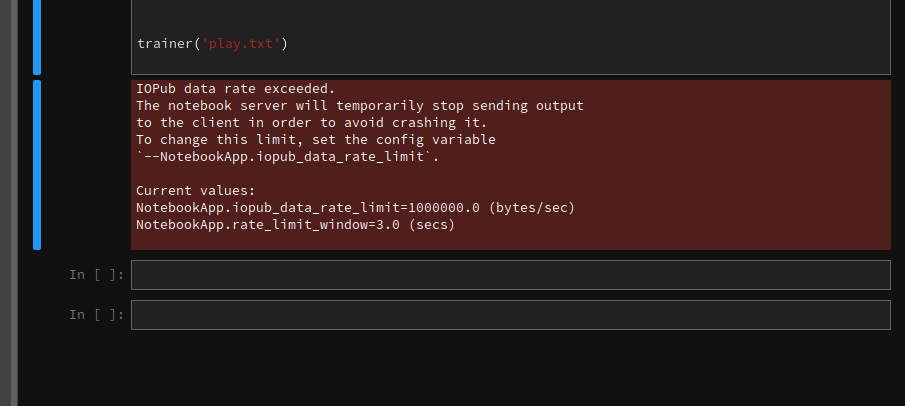 trainer('play.txt')
IOPub data rate exceeded.
The notebook server will temporarily stop sending output
to the client in order to avoid crashing it.
To change this limit, set the config variable
`--NotebookApp.iopub_data_rate_limit`.
Current values:
NotebookApp.iopub_data_rate_limit=1000000.0 (bytes/sec)
NotebookApp.rate_limit_window=3.0 (secs)
In [ ]:
In [ ]: